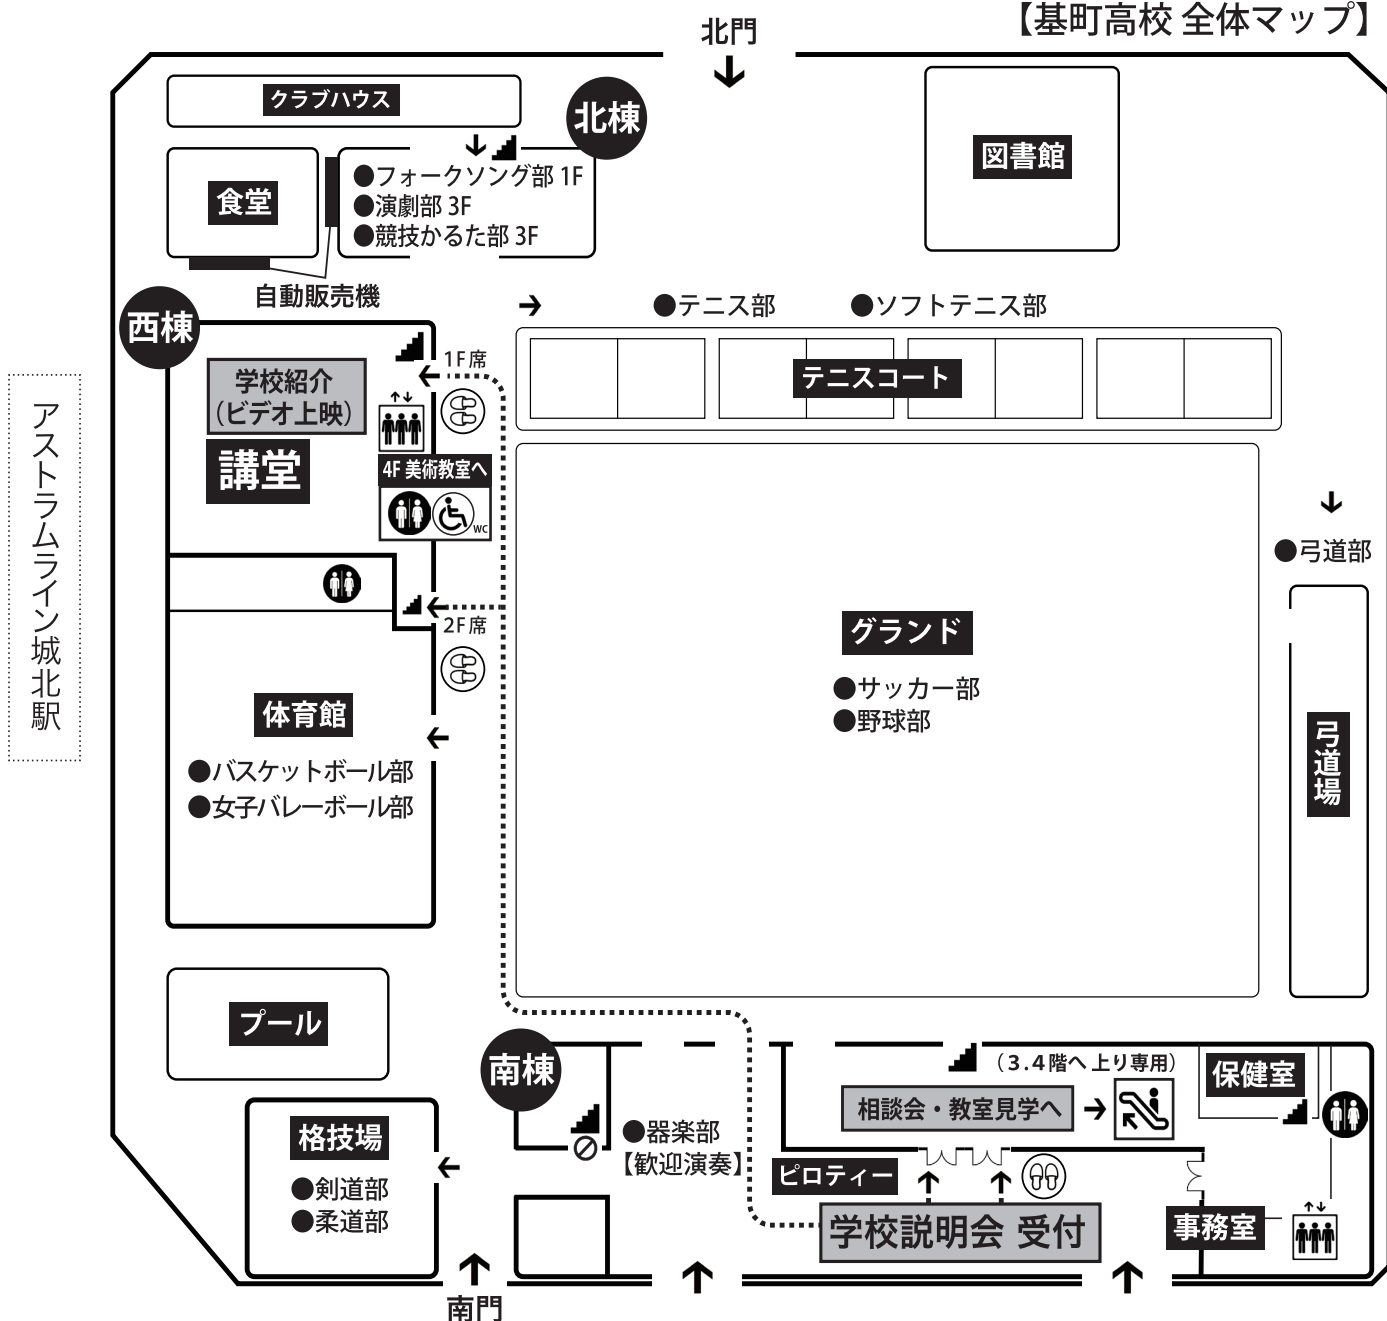 【基町高校 全体マップ】
北門
クラブハウス
北棟
図書館
食堂
●フォークソング部 1F
●演劇部 3F
●競技かるた部 3F
自動販売機
西棟
●テニス部
●ソフトテニス部
テニスコート
学校紹介
(ビデオ上映)
講堂
1F席
4F 美術教室へ
WC
アストラムライン城北駅
2F席
●弓道部
弓道場
グランド
●サッカー部
●野球部
体育館
●バスケットボール部
●女子バレーボール部
プール
南棟
(3.4階へ 上り専用)
保健室
相談会・教室見学へ
格技場
●剣道部
●柔道部
●器楽部
【歓迎演奏】
ピロティー
学校説明会 受付
事務室
南門